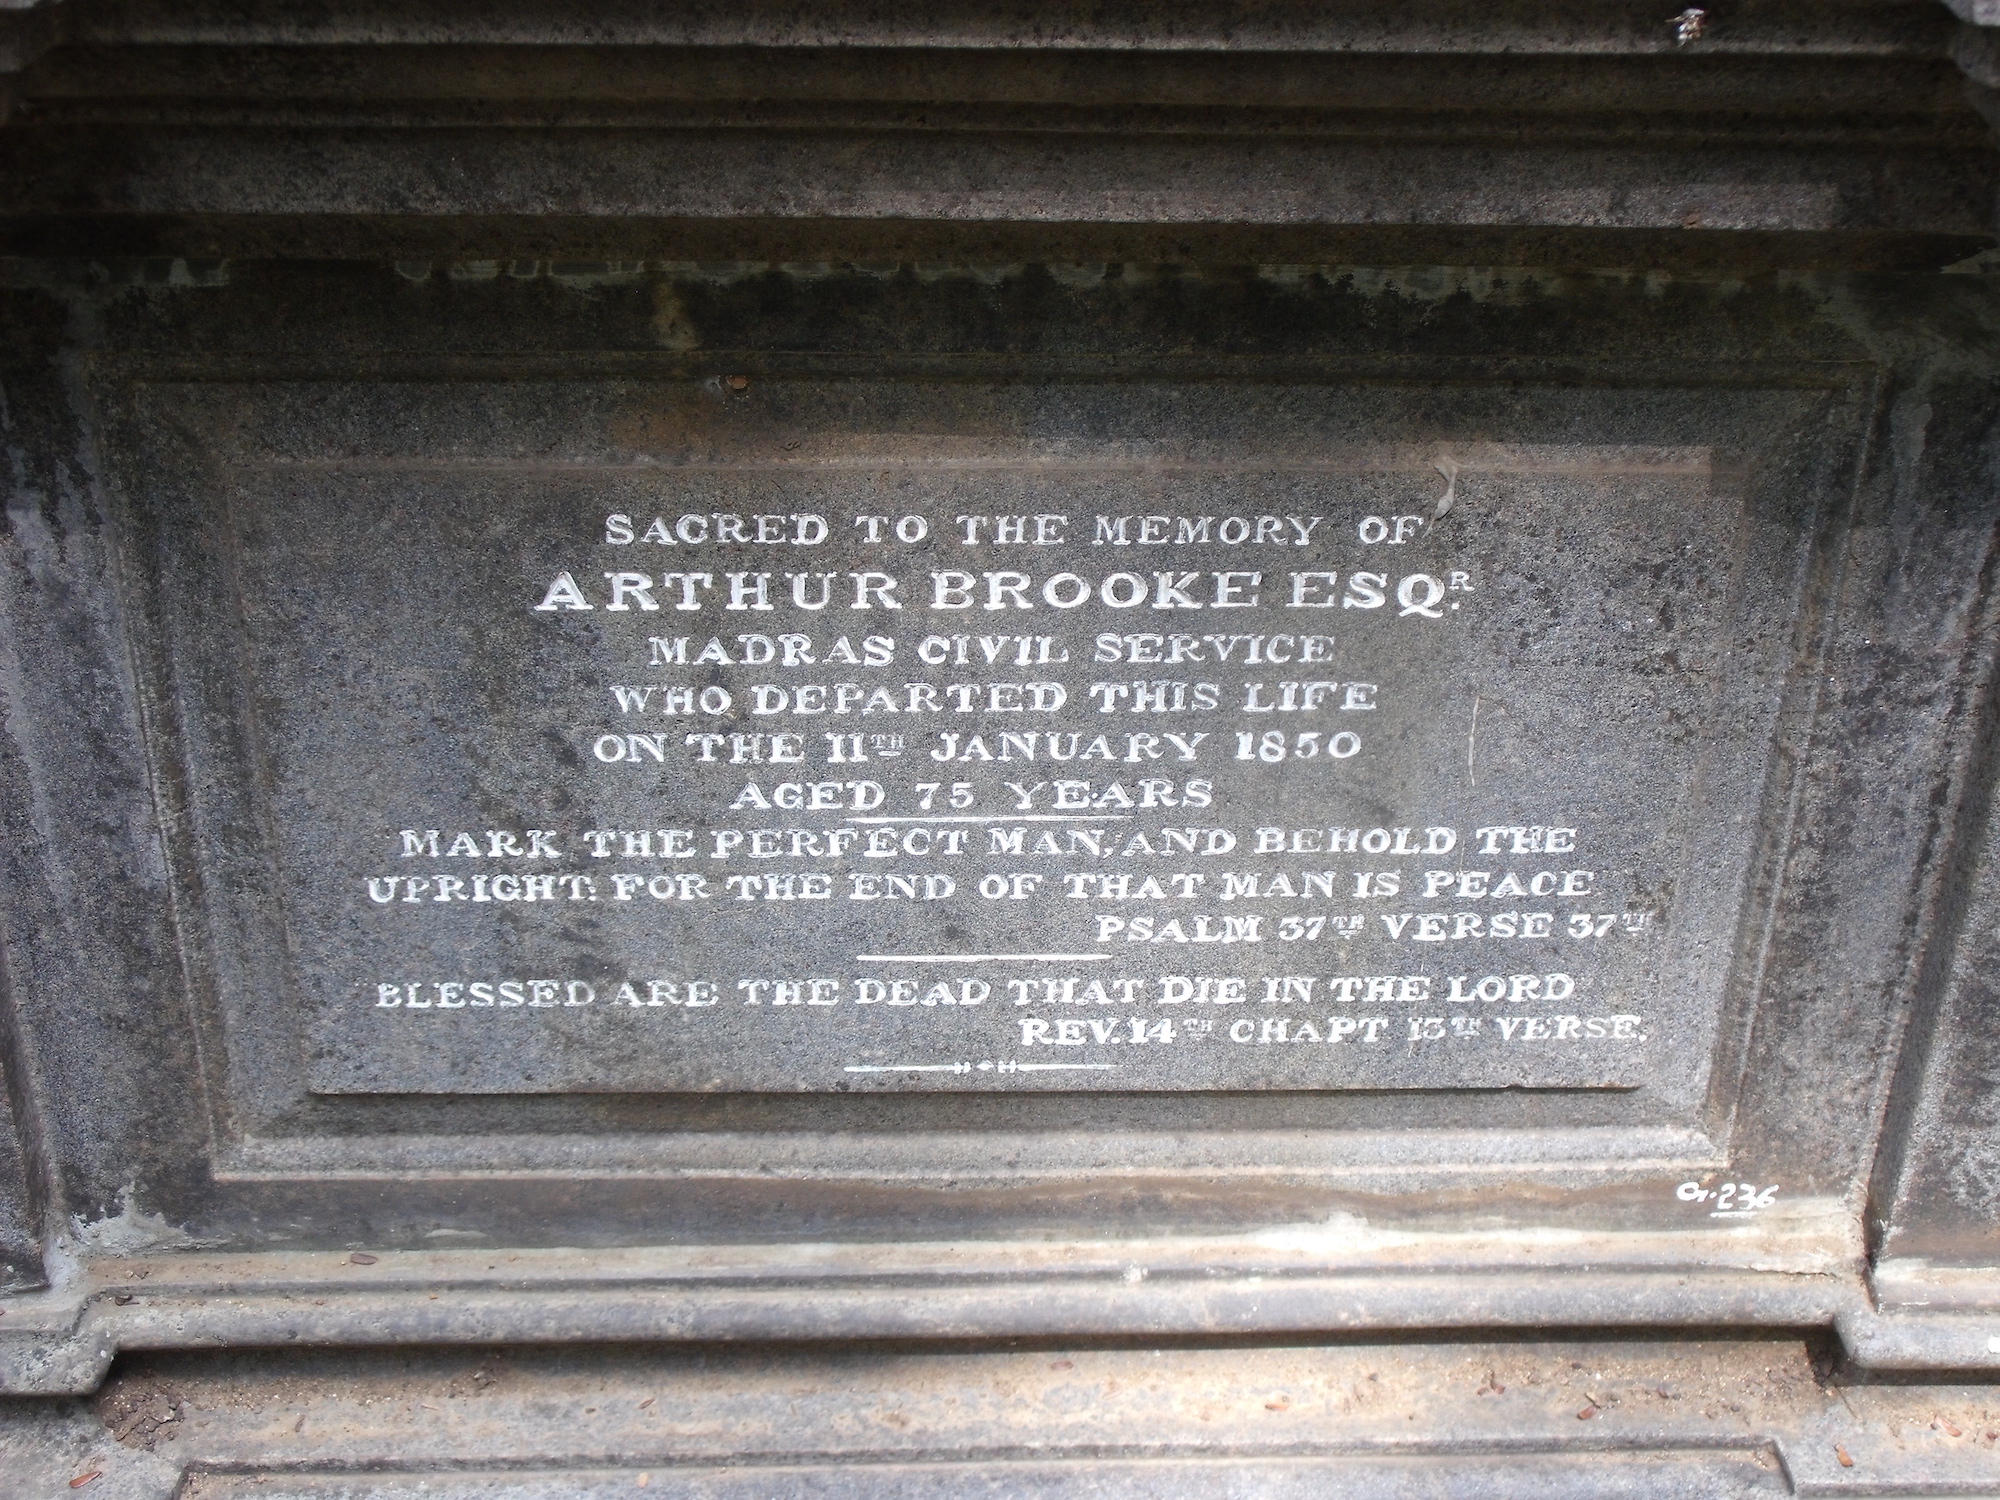 SACRED TO THE MEMORY OF
ARTHUR BROOKE ESQ.R
MADRAS CIVIL SERVICE
WHO DEPARTED THIS LIFE
ON THE 11TH JANUARY 1850
AGED 75 YEARS
MARK THE PERFECT MAN, AND BEHOLD THE
UPRIGHT: FOR THE END OF THAT MAN IS PEACE
PSALM 37TH VERSE 37TH
BLESSED ARE THE DEAD THAT DIE IN THE LORD
REV. 14TH CHAPT 13TH VERSE.
G.236